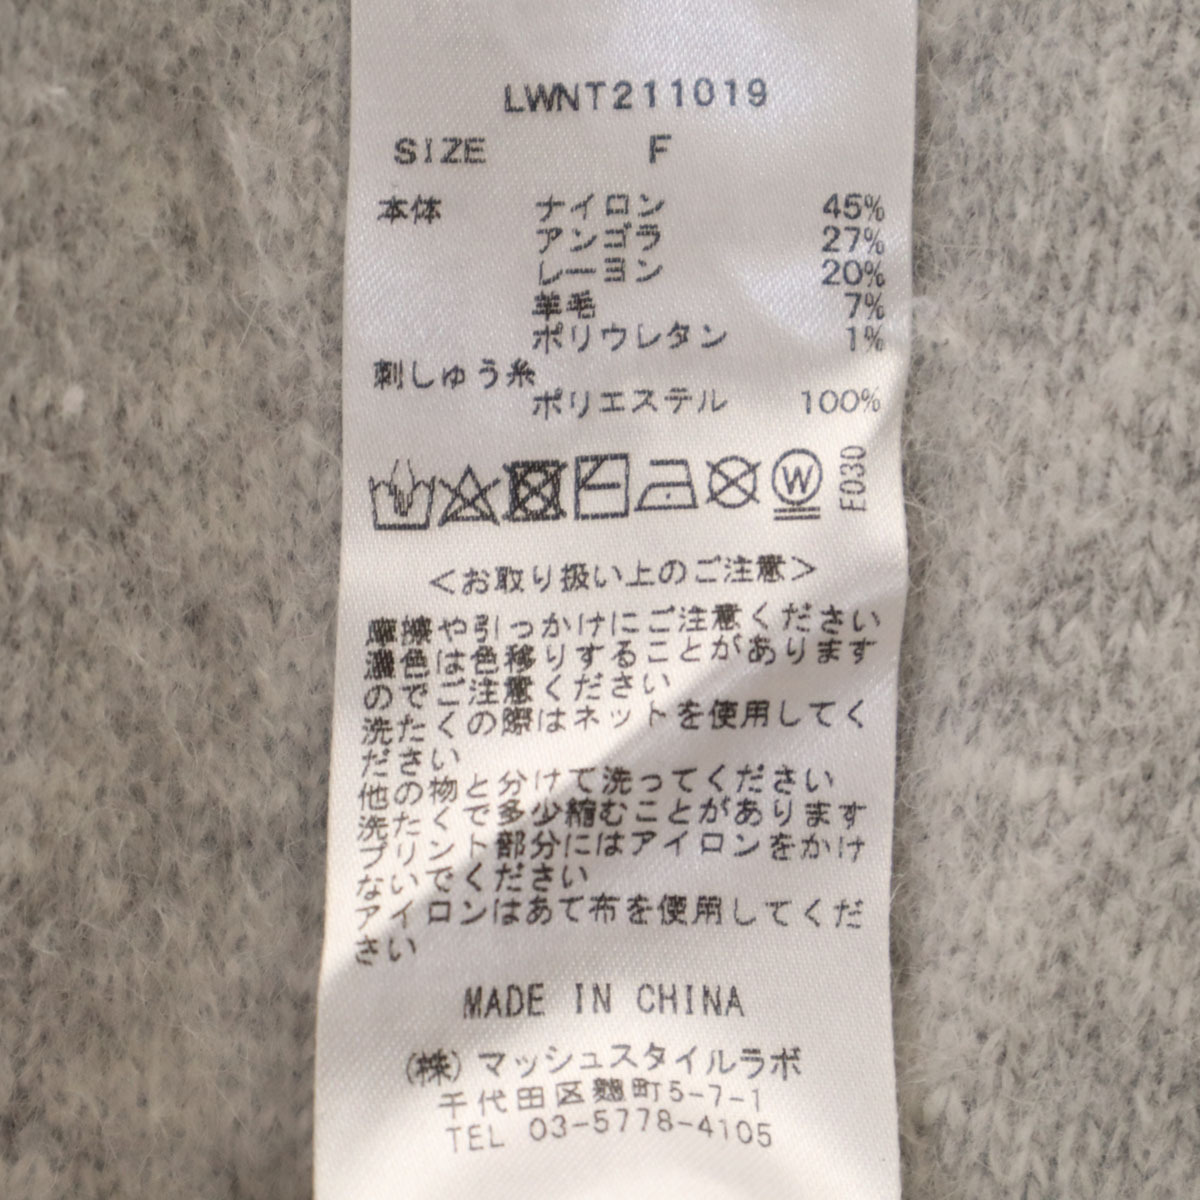 LWNT211019
SIZE F
本体 ナイロン 45%
アンゴラ 27%
レーヨン 20%
羊毛 7%
ポリウレタン 1%
刺しゅう糸
ポリエステル 100%
W F030
<お取り扱い上のご注意>
摩擦や引っかけにご注意ください
濃色は色移りすることがあります
のでご注意ください
洗たくの際はネットを使用してく
ださい
他の物と分けて洗ってください
洗たくで多少縮むことがあります
プリント部分にはアイロンをかけ
ないでください
アイロンはあて布を使用してくだ
さい
MADE IN CHINA
(株)マッシュスタイルラボ
千代田区麹町5-7-1
TEL 03-5778-4105